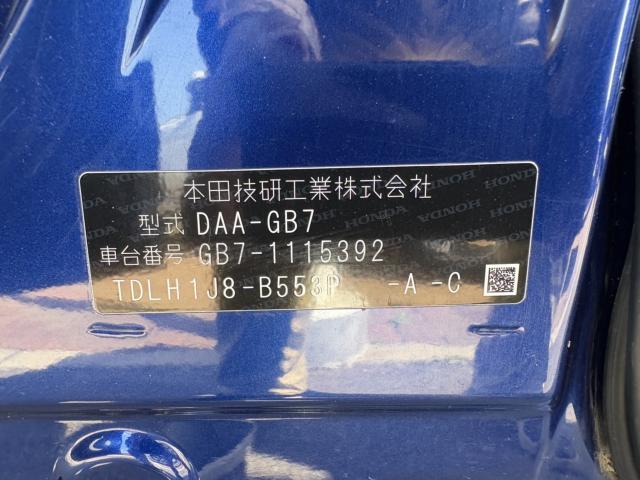 本田技研工業株式会社
型式 DAA-GB7
車台番号 GB7-1115392
TDLH1J8-B553P -A -C